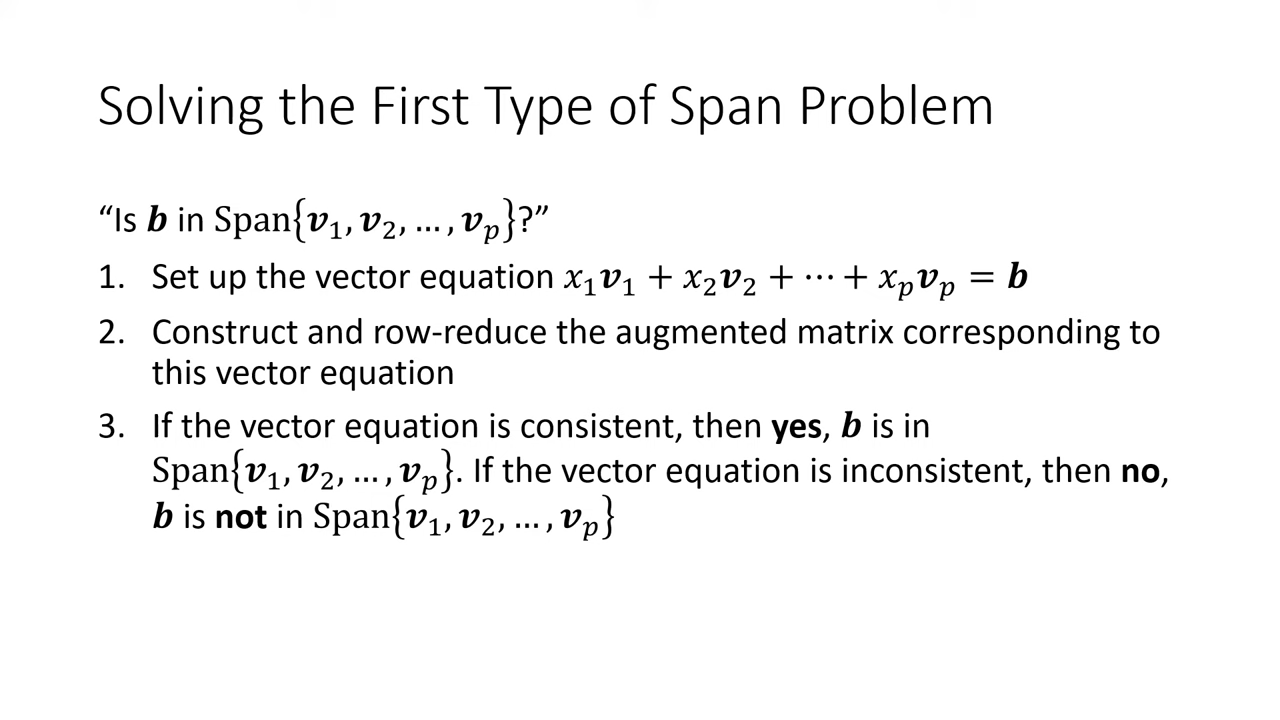 Solving the First Type of Span Problem
“Is 𝒃 in Span{𝒗₁, 𝒗₂, … , 𝒗ₚ}?”
1. Set up the vector equation 𝑥₁𝒗₁ + 𝑥₂𝒗₂ + ⋯ + 𝑥ₚ𝒗ₚ = 𝒃
2. Construct and row-reduce the augmented matrix corresponding to
this vector equation
3. If the vector equation is consistent, then yes, 𝒃 is in
Span{𝒗₁, 𝒗₂, … , 𝒗ₚ}. If the vector equation is inconsistent, then no,
𝒃 is not in Span{𝒗₁, 𝒗₂, … , 𝒗ₚ}